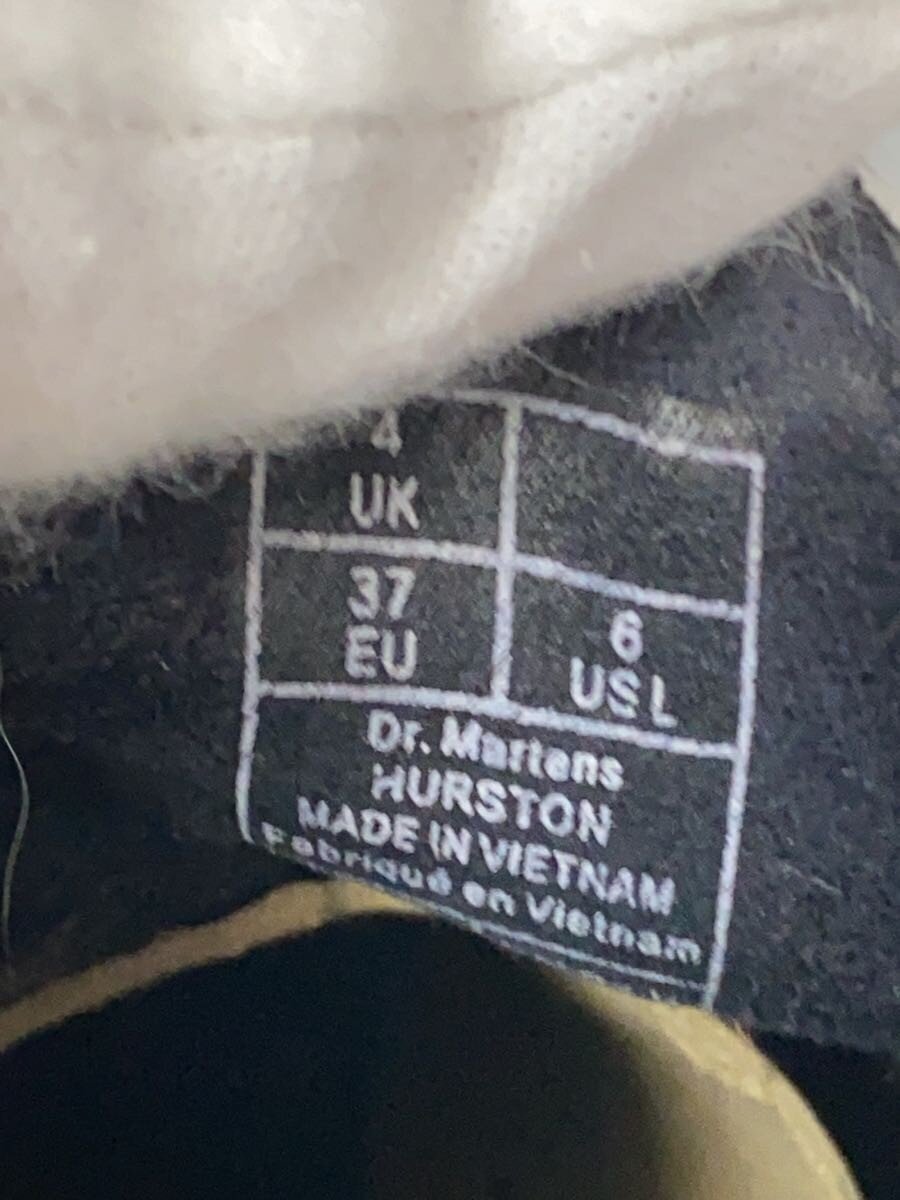 4
UK
37
EU
6
US L
Dr. Martens
HURSTON
MADE IN VIETNAM
Fabriqué en Vietnam